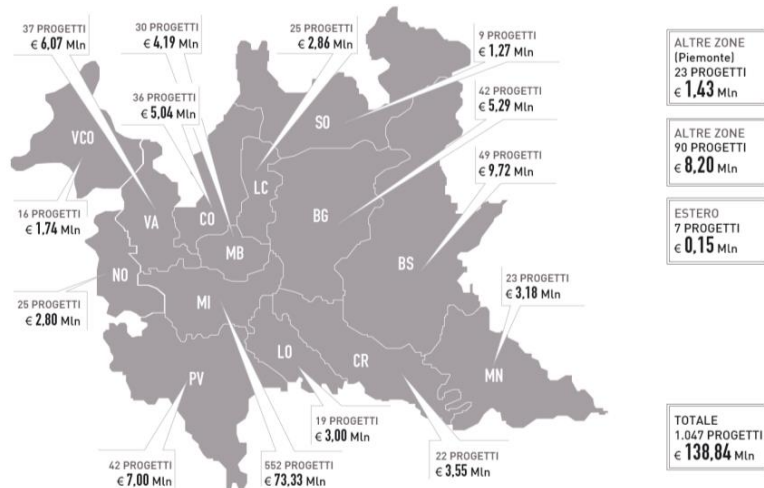 37 PROGETTI
€ 6,07 Mln
30 PROGETTI
€ 4,19 Mln
25 PROGETTI
€ 2,86 Mln
9 PROGETTI
€ 1,27 Mln
36 PROGETTI
€ 5,04 Mln
42 PROGETTI
€ 5,29 Mln
49 PROGETTI
€ 9,72 Mln
VCO
SO
LC
VA
CO
BG
MB
BS
16 PROGETTI
€ 1,74 Mln
NO
MI
25 PROGETTI
€ 2,80 Mln
23 PROGETTI
€ 3,18 Mln
PV
LO
CR
MN
19 PROGETTI
€ 3,00 Mln
42 PROGETTI
€ 7,00 Mln
552 PROGETTI
€ 73,33 Mln
22 PROGETTI
€ 3,55 Mln
ALTRE ZONE
(Piemonte)
23 PROGETTI
€ 1,43 Mln
ALTRE ZONE
90 PROGETTI
€ 8,20 Mln
ESTERO
7 PROGETTI
€ 0,15 Mln
TOTALE
1.047 PROGETTI
€ 138,84 Mln